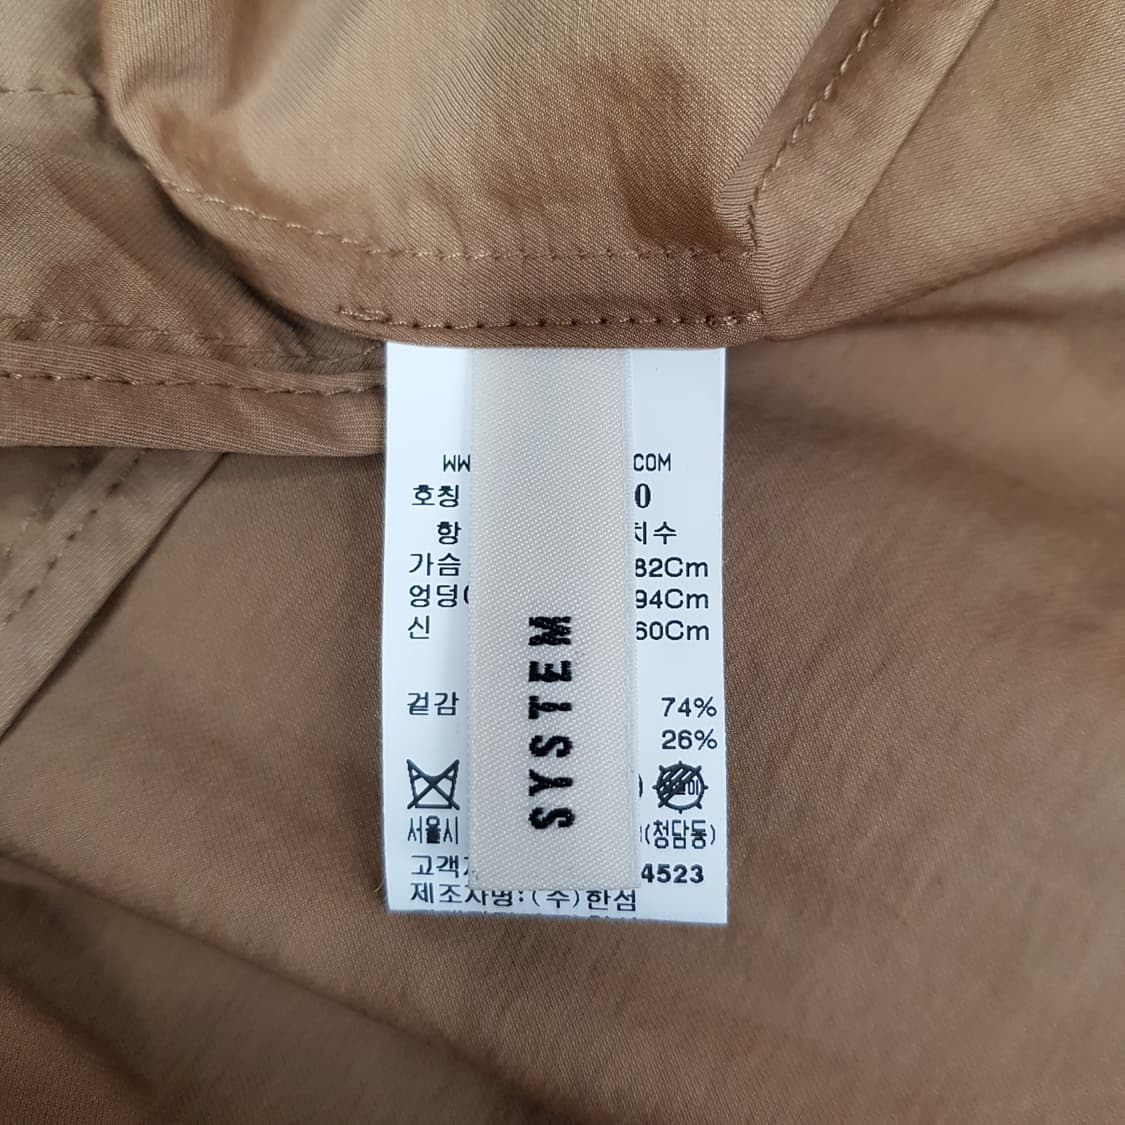 WW COM
호칭 0
항 치수
가슴 82Cm
엉덩이 94Cm
신 60Cm
겉감 74%
26%
서울시 (청담동)
고객 4523
제조자명:(주)한섬
SYSTEM